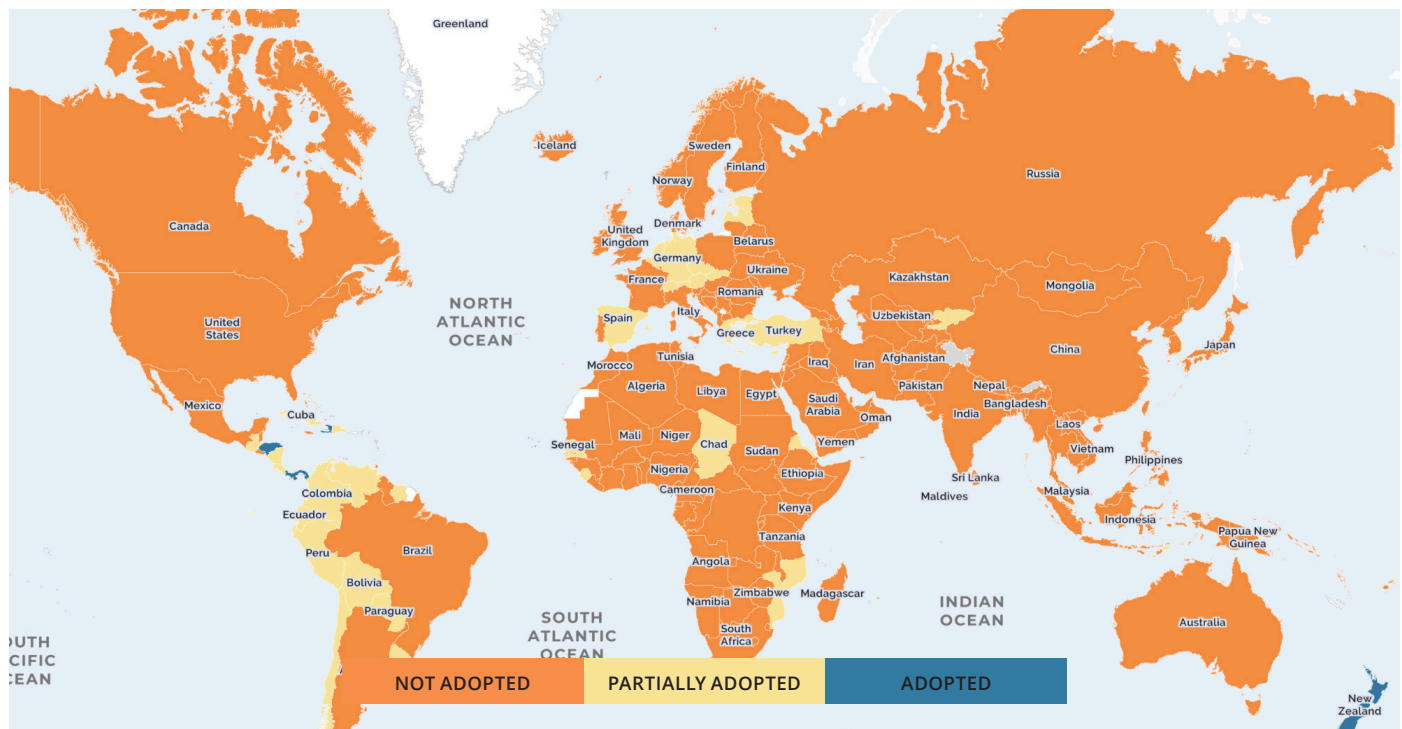 Greenland
Iceland
Sweden
Finland
Norway
Russia
Canada
Denmark
United
Kingdom
Belarus
Germany
Ukraine
France
Kazakhstan
Mongolia
Romania
NORTH
ATLANTIC
OCEAN
Italy
Spain
Uzbekistan
United
States
Greece
Turkey
Japan
China
Tunisia
Afghanistan
Morocco
Iraq
Iran
Algeria
Libya
Egypt
Pakistan
Nepal
Saudi
Arabia
Bangladesh
Mexico
Cuba
India
Oman
Laos
Mali
Niger
Chad
Senegal
Sudan
Yemen
Vietnam
Philippines
Nigeria
Ethiopia
Sri Lanka
Cameroon
Malaysia
Maldives
Colombia
Kenya
Ecuador
Indonesia
Papua New
Guinea
Tanzania
Peru
Brazil
Angola
Bolivia
Zimbabwe
Madagascar
Namibia
INDIAN
OCEAN
Paraguay
SOUTH
ATLANTIC
OCEAN
Australia
South
Africa
OUTH
CIFIC
CEAN
NOT ADOPTED
PARTIALLY ADOPTED
ADOPTED
New
Zealand